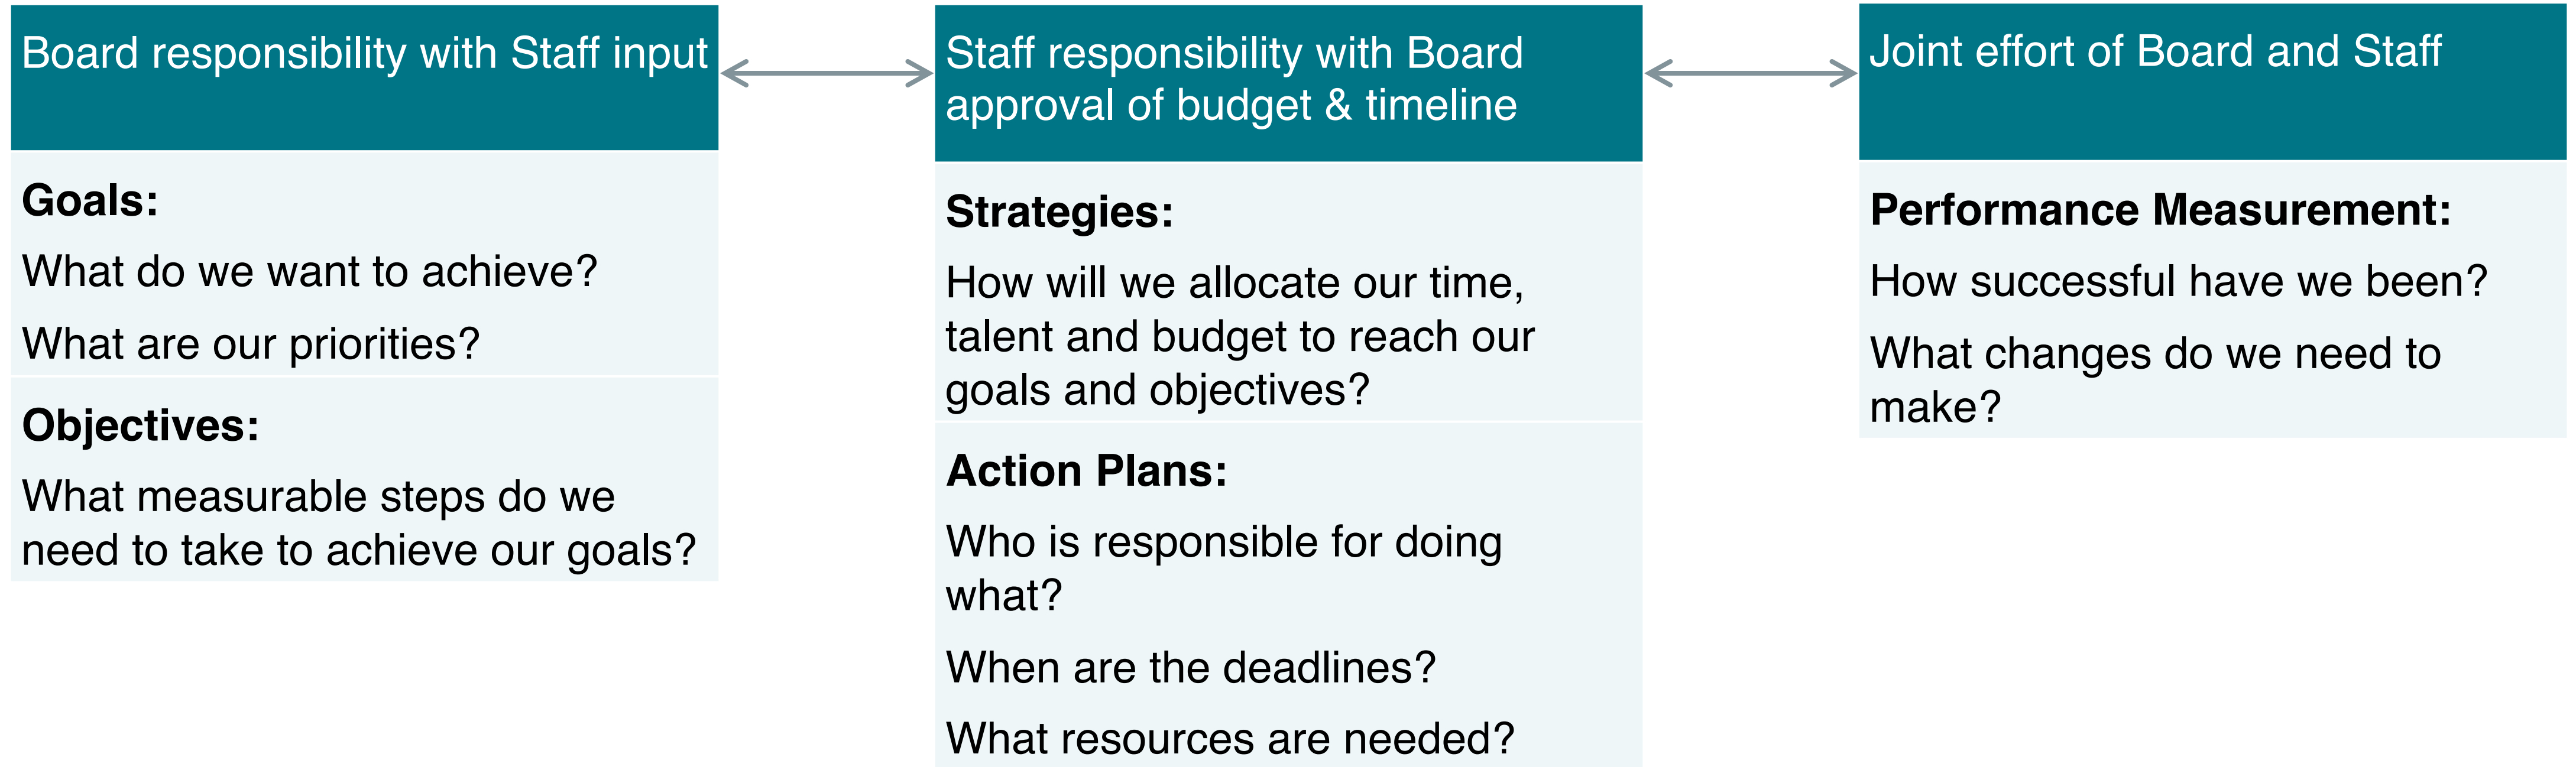 Board responsibility with Staff input
Goals:
What do we want to achieve?
What are our priorities?
Objectives:
What measurable steps do we
need to take to achieve our goals?
Staff responsibility with Board
approval of budget & timeline
Strategies:
How will we allocate our time,
talent and budget to reach our
goals and objectives?
Action Plans:
Who is responsible for doing
what?
When are the deadlines?
What resources are needed?
Joint effort of Board and Staff
Performance Measurement:
How successful have we been?
What changes do we need to
make?